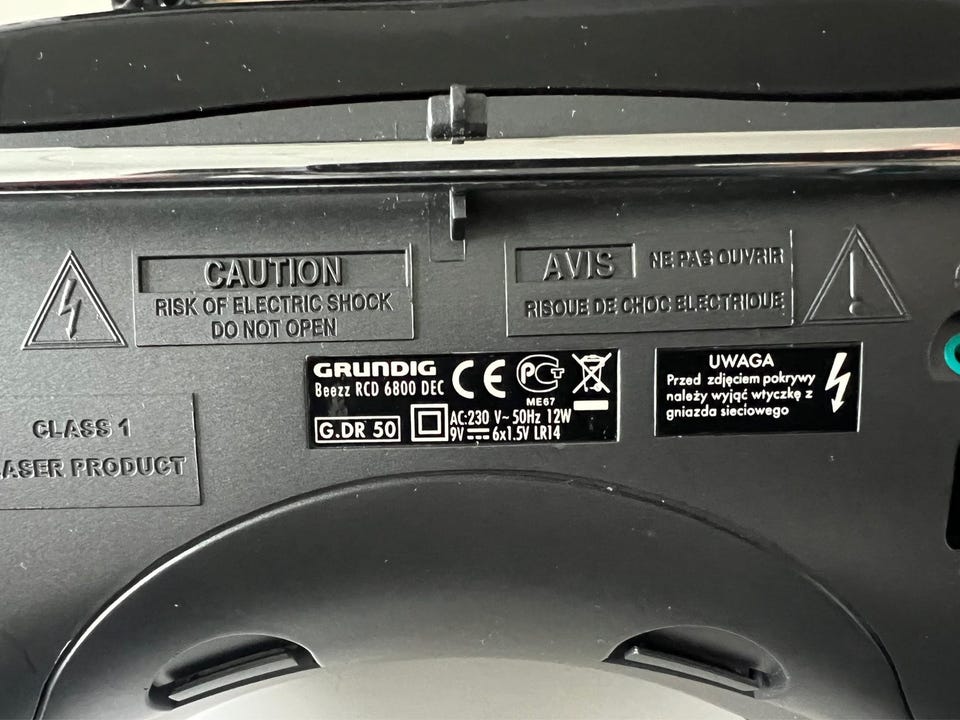 CAUTION
RISK OF ELECTRIC SHOCK
DO NOT OPEN
AVIS NE PAS OUVRIR
RISQUE DE CHOC ELECTRIQUE
GRUNDIG
Beezz RCD 6800 DEC
CE
ME67
G.DR 50
AC:230 V~ 50Hz 12W
9V 6x1.5V LR14
UWAGA
Przed zdjęciem pokrywy
należy wyjąć wtyczkę z
gniazda sieciowego
CLASS 1
LASER PRODUCT